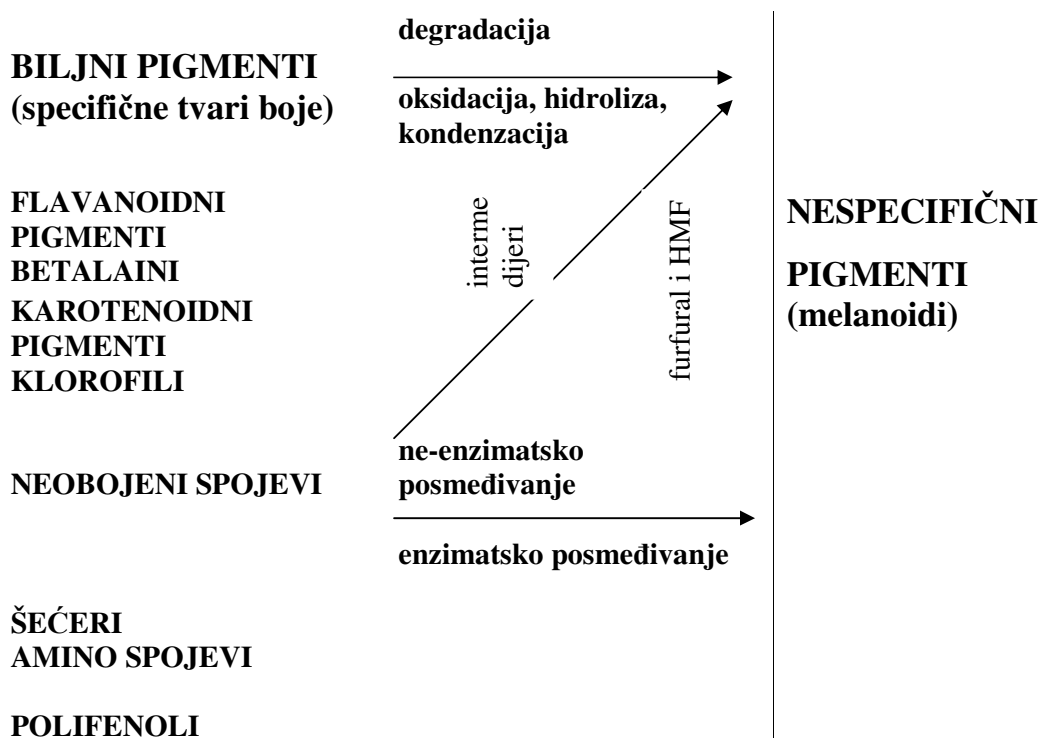 degradacija
BILJNI PIGMENTI
(specifične tvari boje)
oksidacija, hidroliza,
kondenzacija
FLAVANOIDNI
PIGMENTI
BETALAINI
KAROTENOIDNI
PIGMENTI
KLOROFILI
interme
dijeri
furfural i HMF
NESPECIFIČNI
PIGMENTI
(melanoidi)
ne-enzimatsko
posmeđivanje
NEOBOJENI SPOJEVI
enzimatsko posmeđivanje
ŠEĆERI
AMINO SPOJEVI
POLIFENOLI